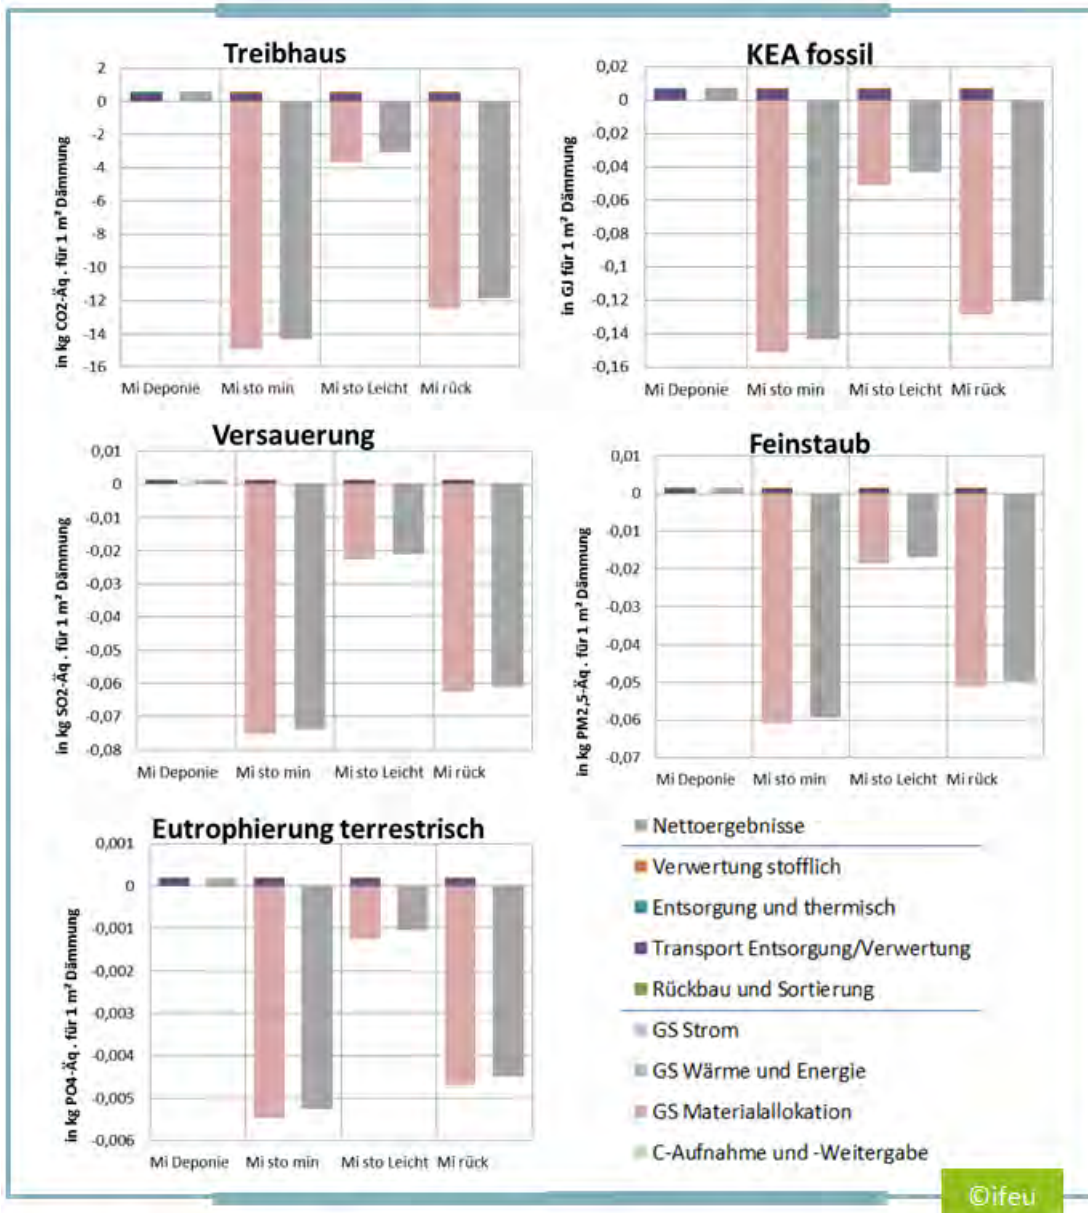 Treibhaus
in kg CO2-Äq . für 1 m² Dämmung
2
0
-2
-4
-6
-8
-10
-12
-14
-16
Mi Deponie Mi sto min Mi sto Leicht Mi rück
KEA fossil
in GJ für 1 m² Dämmung
0,02
0
-0,02
-0,04
-0,06
-0,08
-0,1
-0,12
-0,14
-0,16
Mi Deponie Mi sto min Mi sto Leicht Mi rück
Versauerung
in kg SO2-Äq . für 1 m² Dämmung
0,01
0
-0,01
-0,02
-0,03
-0,04
-0,05
-0,06
-0,07
-0,08
Mi Deponie Mi sto min Mi sto Leicht Mi rück
Feinstaub
in kg PM2,5-Äq . für 1 m² Dämmung
0,01
0
-0,01
-0,02
-0,03
-0,04
-0,05
-0,06
-0,07
Mi Deponie Mi sto min Mi sto Leicht Mi rück
Eutrophierung terrestrisch
in kg PO4-Äq . für 1 m² Dämmung
0,001
0
-0,001
-0,002
-0,003
-0,004
-0,005
-0,006
Mi Deponie Mi sto min Mi sto Leicht Mi rück
Nettoergebnisse
Verwertung stofflich
Entsorgung und thermisch
Transport Entsorgung/Verwertung
Rückbau und Sortierung
GS Strom
GS Wärme und Energie
GS Materialallokation
C-Aufnahme und -Weitergabe
©ifeu